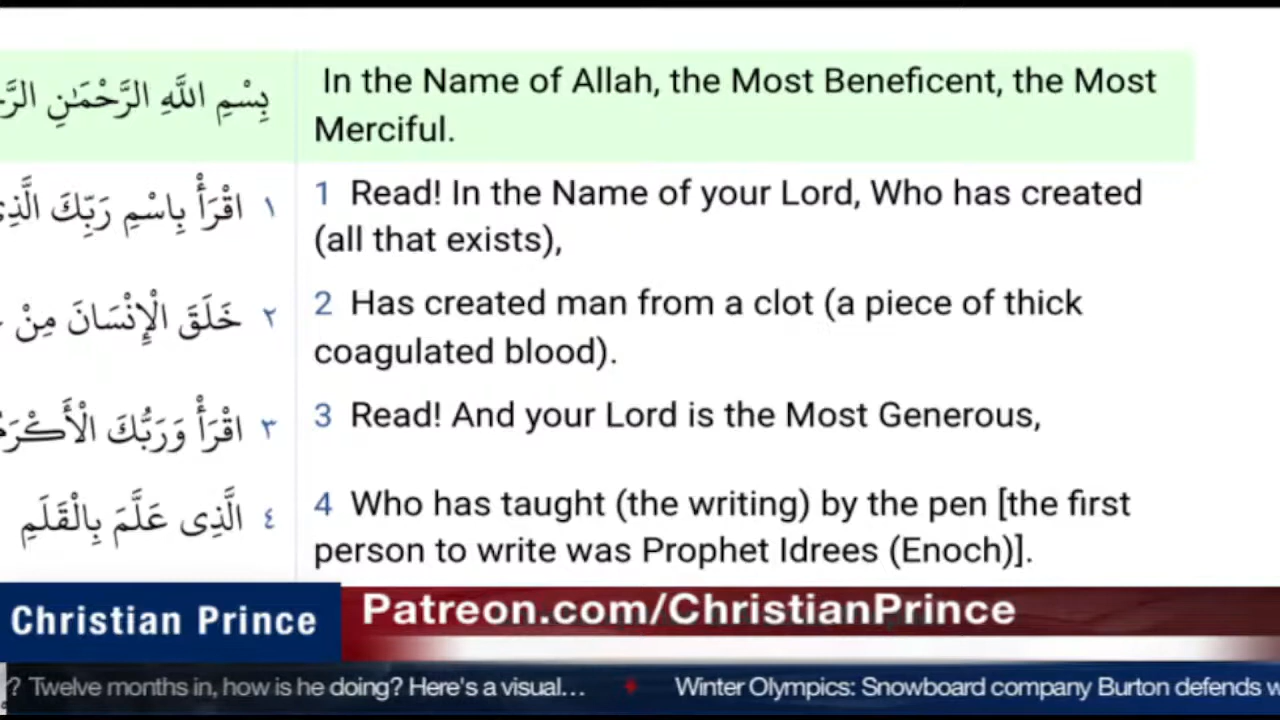 بِسْمِ اللَّهِ الرَّحْمَٰنِ
In the Name of Allah, the Most Beneficent, the Most
Merciful.
١ اقْرَأْ بِاسْمِ رَبِّكَ
1 Read! In the Name of your Lord, Who has created
(all that exists),
٢ خَلَقَ الْإِنْسَانَ مِنْ
2 Has created man from a clot (a piece of thick
coagulated blood).
٣ اقْرَأْ وَرَبُّكَ
3 Read! And your Lord is the Most Generous,
٤ الَّذِى عَلَّمَ بِالْقَلَمِ
4 Who has taught (the writing) by the pen [the first
person to write was Prophet Idrees (Enoch)].
Christian Prince
Patreon.com/ChristianPrince
? Twelve months in, how is he doing? Here's a visual...
Winter Olympics: Snowboard company Burton defends